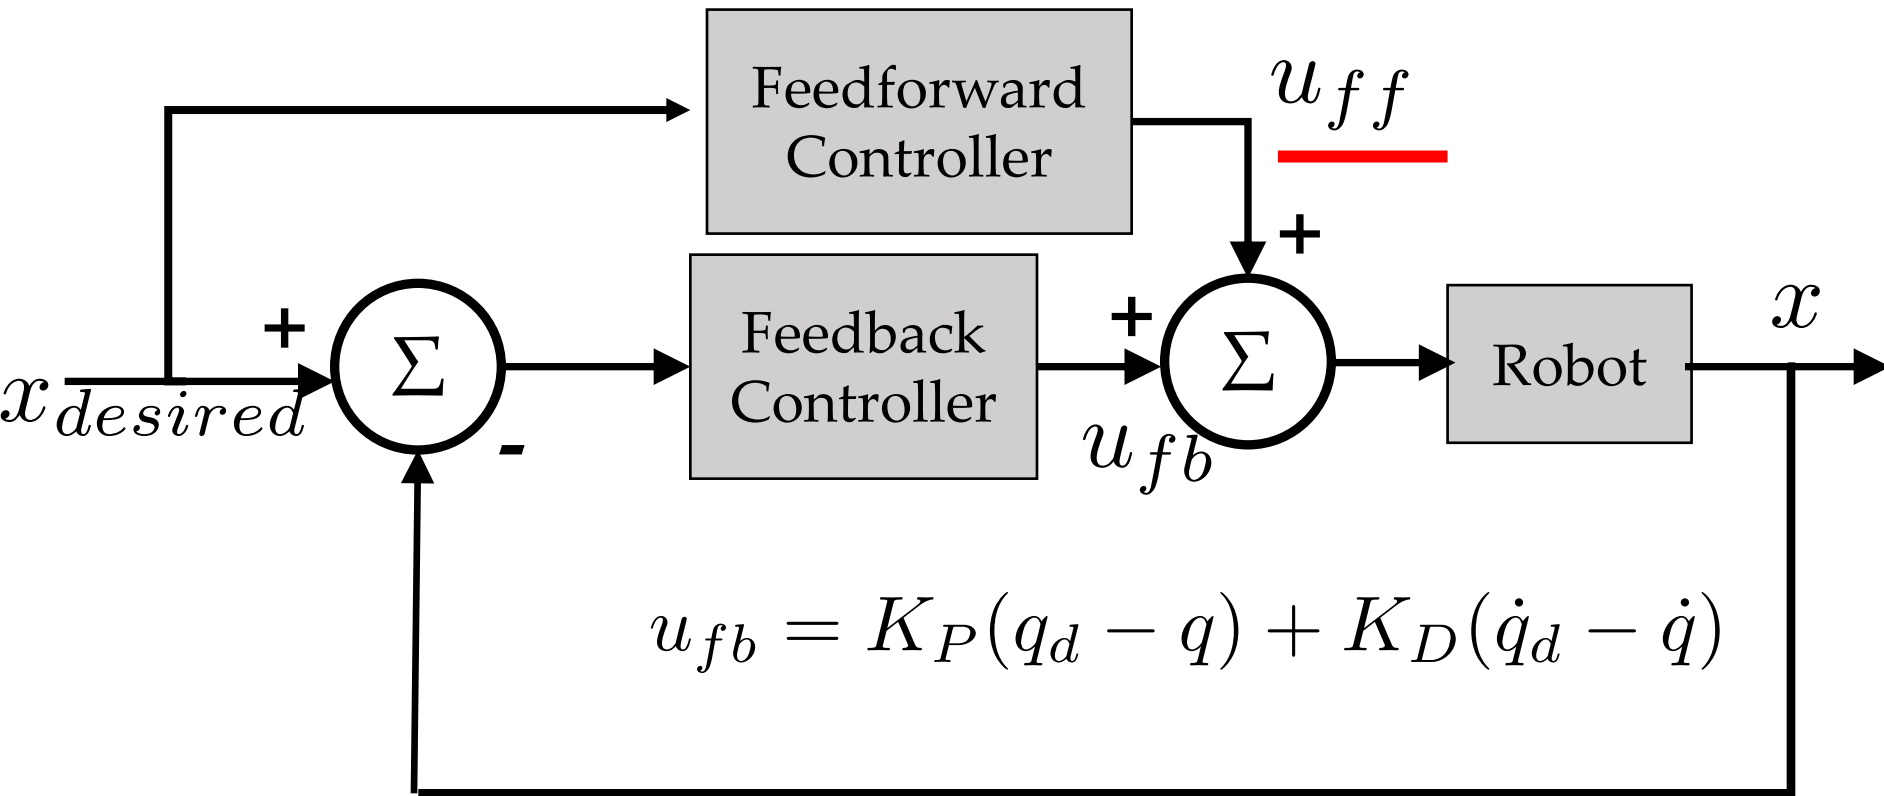 Feedforward
Controller
u_{ff}
+
+
Feedback
Controller
+
Σ
Σ
Robot
x
x_{desired}
-
u_{fb}
u_{fb} = K_P(q_d − q) + K_D(q̇_d − q̇)